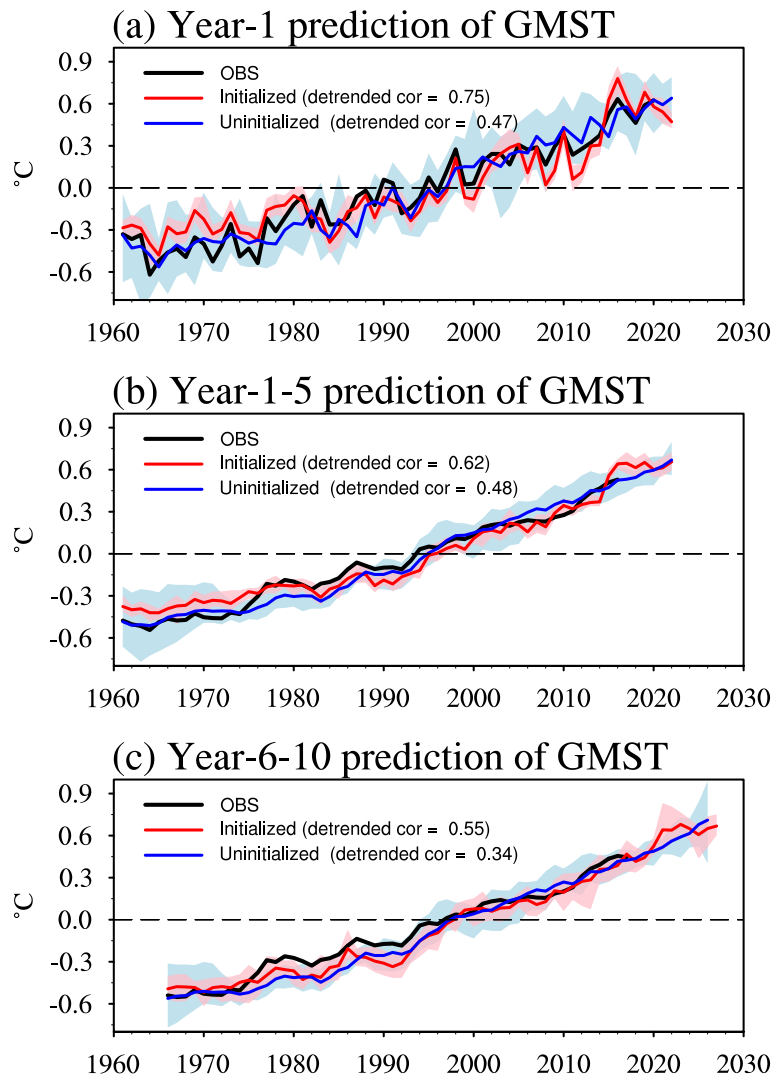 (a) Year-1 prediction of GMST
0.9
OBS
0.6
Initialized (detrended cor = 0.75)
Uninitialized (detrended cor = 0.47)
0.3
°C
0.0
-0.3
-0.6
1960 1970 1980 1990 2000 2010 2020 2030
(b) Year-1-5 prediction of GMST
0.9
OBS
0.6
Initialized (detrended cor = 0.62)
Uninitialized (detrended cor = 0.48)
0.3
°C
0.0
-0.3
-0.6
1960 1970 1980 1990 2000 2010 2020 2030
(c) Year-6-10 prediction of GMST
0.9
OBS
0.6
Initialized (detrended cor = 0.55)
Uninitialized (detrended cor = 0.34)
0.3
°C
0.0
-0.3
-0.6
1960 1970 1980 1990 2000 2010 2020 2030